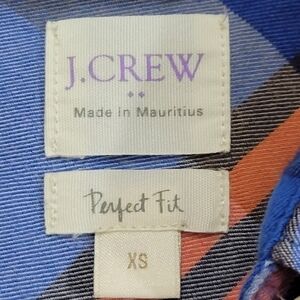 J.CREW
Made in Mauritius
Perfect Fit
XS